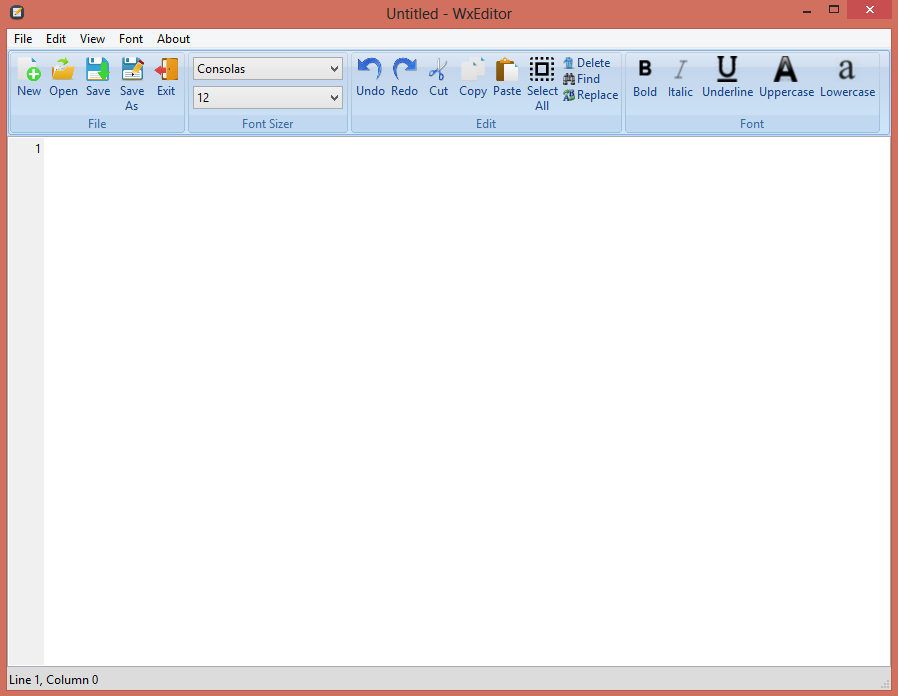 Untitled - WxEditor
File Edit View Font About
New Open Save Save As Exit
File
Consolas
12
Font Sizer
Undo Redo Cut Copy Paste Select All
Delete
Find
Replace
Edit
B I U A a
Bold Italic Underline Uppercase Lowercase
Font
1
Line 1, Column 0